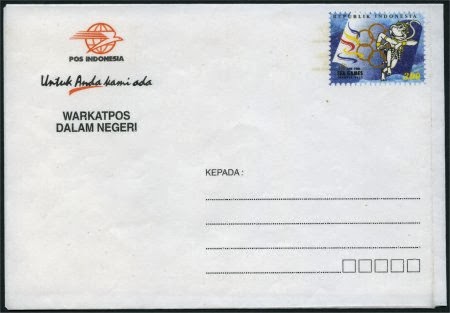 POS INDONESIA
Untuk Anda kami ada
WARKATPOS
DALAM NEGERI
REPUBLIK INDONESIA
SEA GAMES
KEPADA :